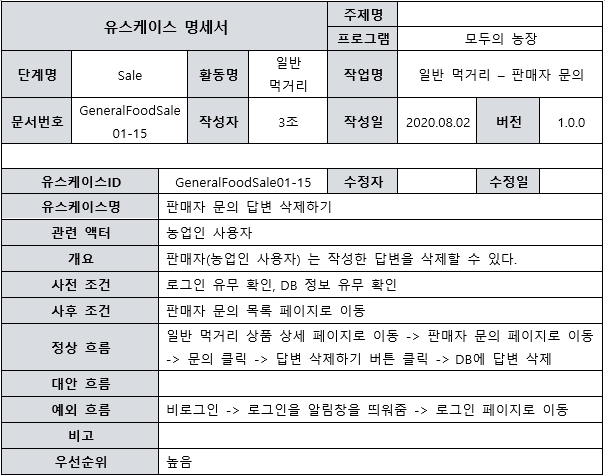 유스케이스 명세서
주제명
프로그램 모두의 농장
단계명 Sale 활동명 일반
먹거리 작업명 일반 먹거리 – 판매자 문의
문서번호 GeneralFoodSale
01-15 작성자 3조 작성일 2020.08.02 버전 1.0.0
유스케이스ID GeneralFoodSale01-15 수정자 수정일
유스케이스명 판매자 문의 답변 삭제하기
관련 액터 농업인 사용자
개요 판매자(농업인 사용자) 는 작성한 답변을 삭제할 수 있다.
사전 조건 로그인 유무 확인, DB 정보 유무 확인
사후 조건 판매자 문의 목록 페이지로 이동
정상 흐름 일반 먹거리 상품 상세 페이지로 이동 -> 판매자 문의 페이지로 이동
-> 문의 클릭 -> 답변 삭제하기 버튼 클릭 -> DB에 답변 삭제
대안 흐름
예외 흐름 비로그인 -> 로그인을 알림창을 띄워줌 -> 로그인 페이지로 이동
비고
우선순위 높음